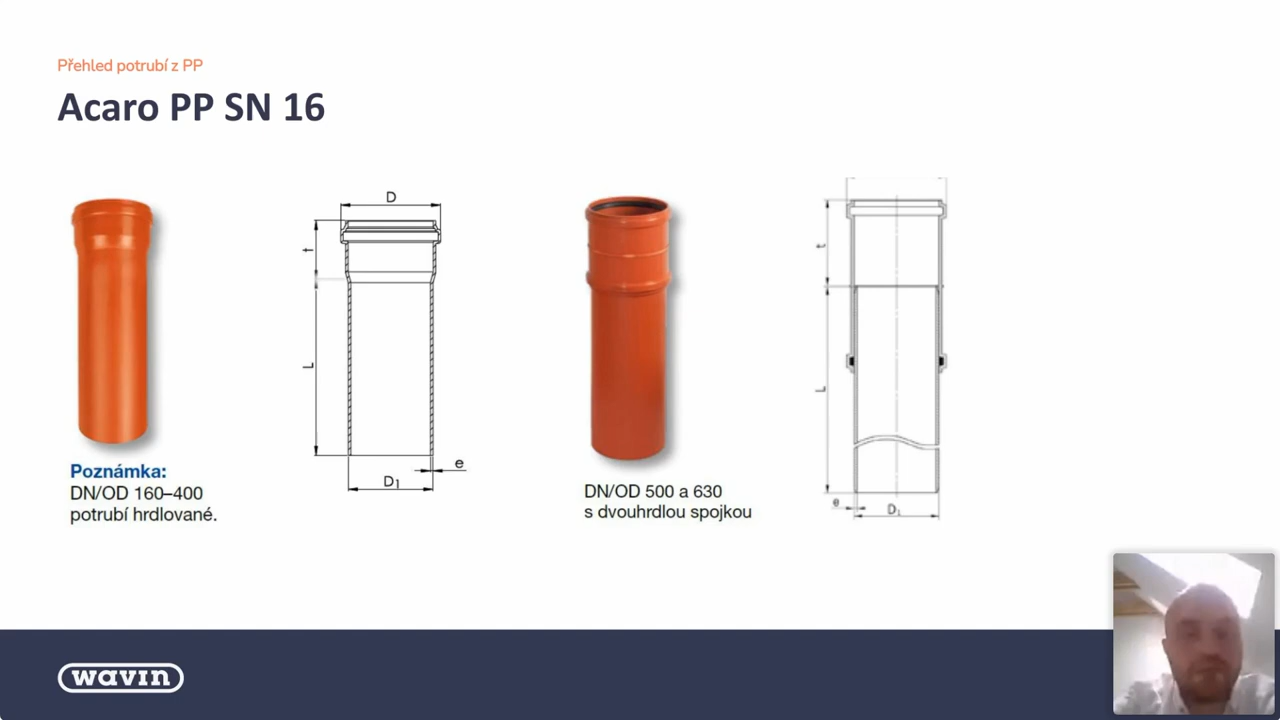 Přehled potrubí z PP
Acaro PP SN 16
D
t
L
e
D1
Poznámka:
DN/OD 160–400
potrubí hrdlované.
t
L
e
D1
DN/OD 500 a 630
s dvouhrdlou spojkou
wavin